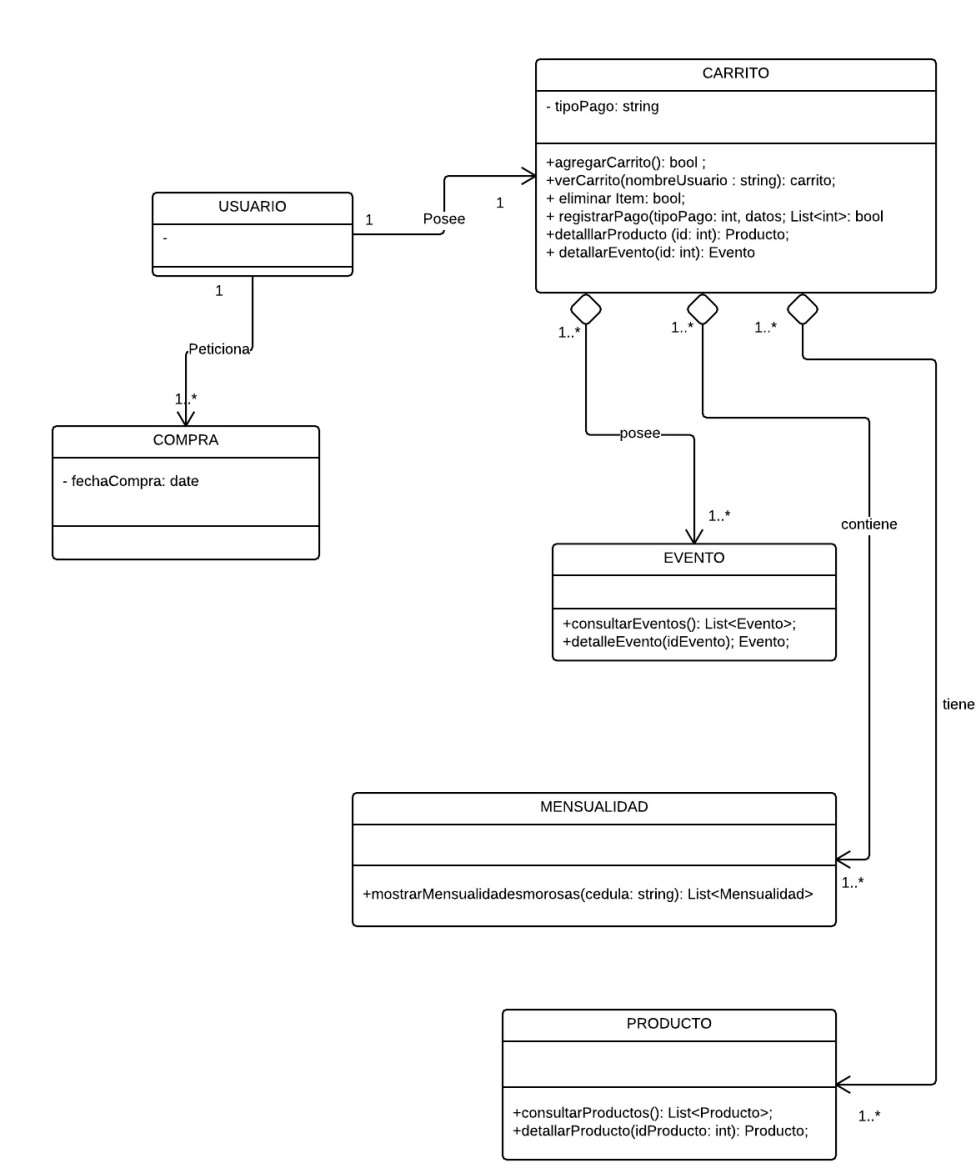 CARRITO
- tipoPago: string
+agregarCarrito(): bool ;
+verCarrito(nombreUsuario : string): carrito;
+ eliminar Item: bool;
+ registrarPago(tipoPago: int, datos; List<int>: bool
+detalllarProducto (id: int): Producto;
+ detallarEvento(id: int): Evento
USUARIO
-
1
Posee
1
1
Peticiona
1..*
COMPRA
- fechaCompra: date
1..*
1..*
1..*
posee
1..*
contiene
EVENTO
+consultarEventos(): List<Evento>;
+detalleEvento(idEvento); Evento;
tiene
MENSUALIDAD
+mostrarMensualidadesmorosas(cedula: string): List<Mensualidad>
1..*
PRODUCTO
+consultarProductos(): List<Producto>;
+detallarProducto(idProducto: int): Producto;
1..*